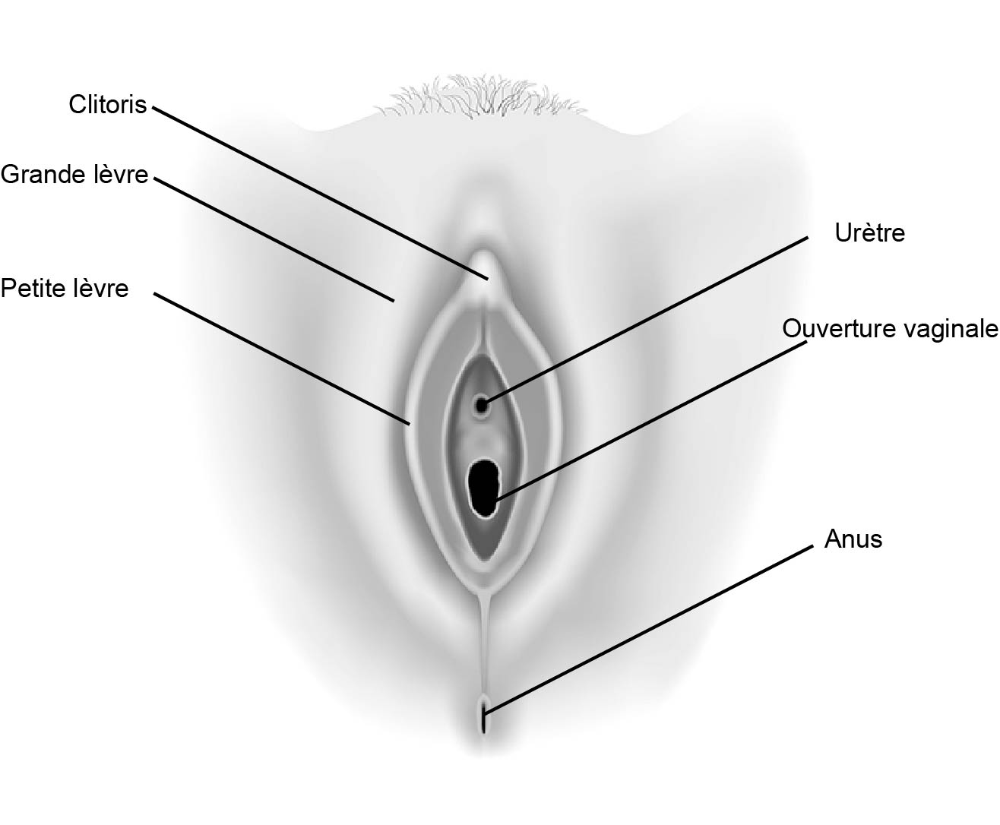 Clitoris
Grande lèvre
Petite lèvre
Urètre
Ouverture vaginale
Anus